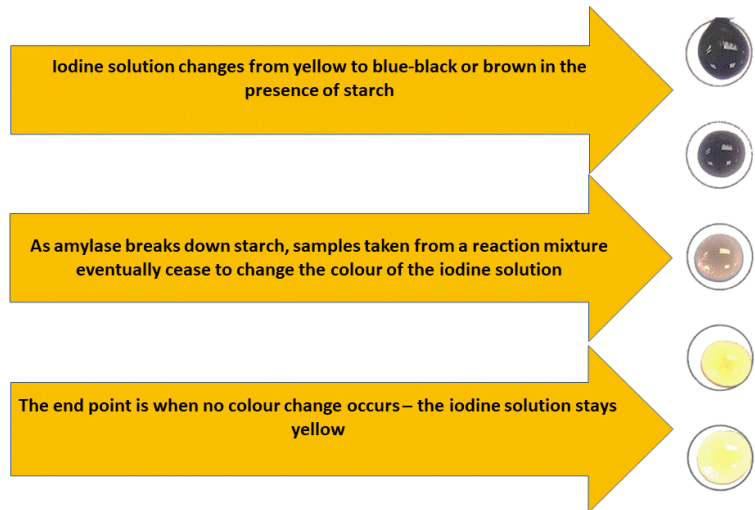 Iodine solution changes from yellow to blue-black or brown in the
presence of starch
As amylase breaks down starch, samples taken from a reaction mixture
eventually cease to change the colour of the iodine solution
The end point is when no colour change occurs – the iodine solution stays
yellow